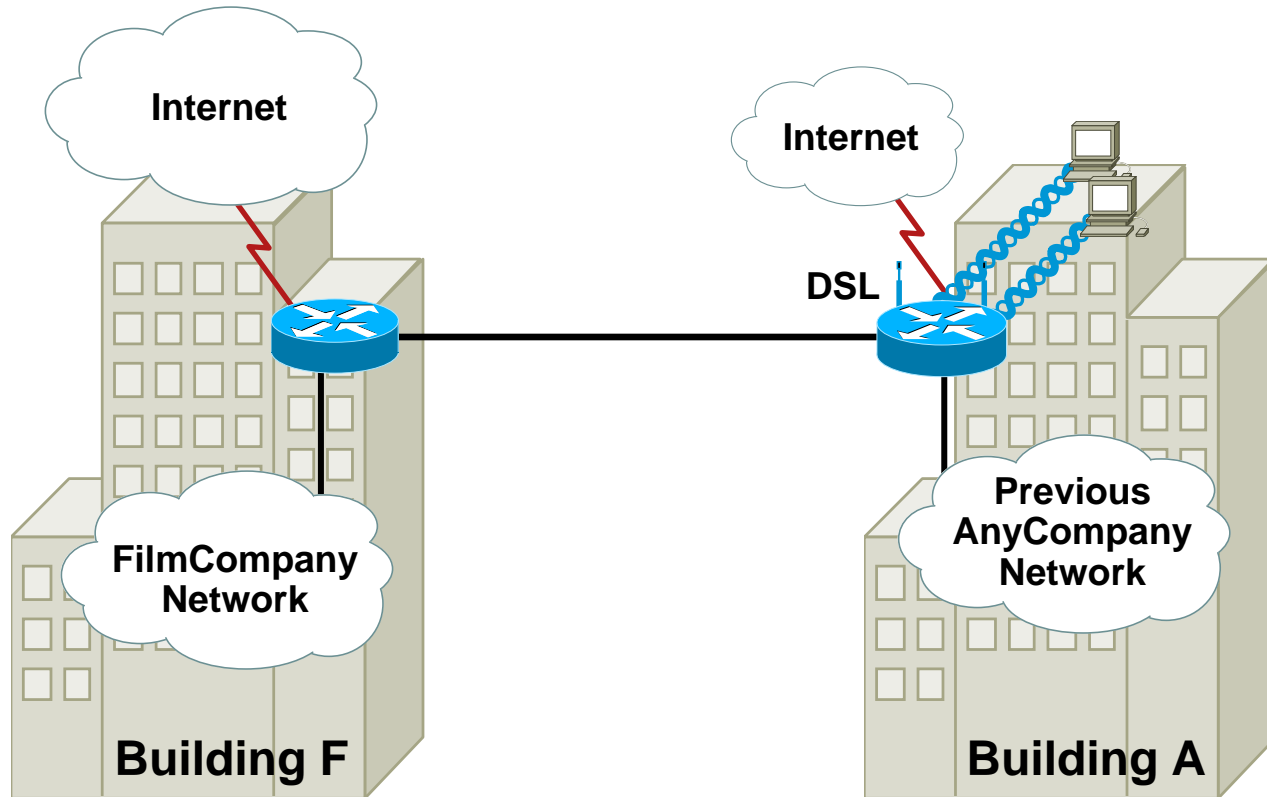 Internet
Internet
DSL
FilmCompany
Network
Previous
AnyCompany
Network
Building F
Building A